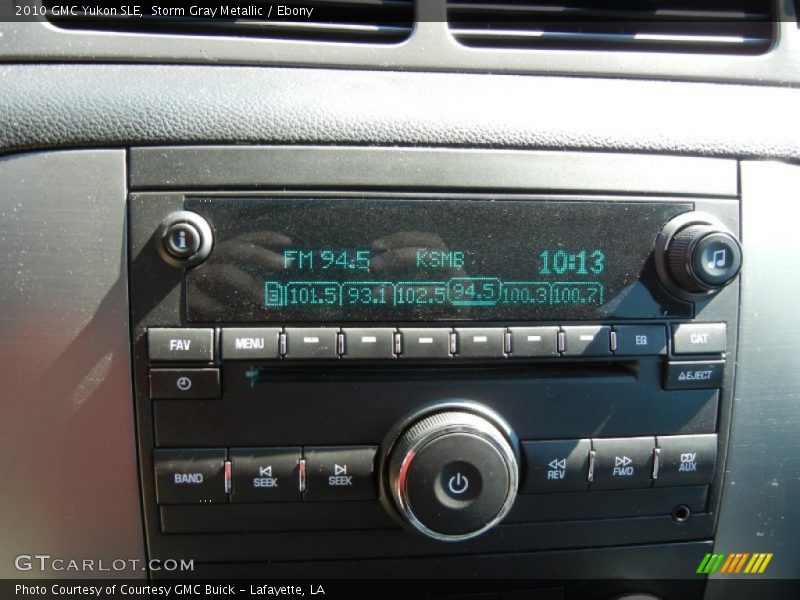 2010 GMC Yukon SLE, Storm Gray Metallic / Ebony
i
FM 94.5 KSMB 10:13
3 101.5 93.1 102.5 94.5 100.3 100.7
FAV MENU EQ CAT
EJECT
BAND SEEK SEEK REV FWD CD/AUX
GTCARLOT.COM
Photo Courtesy of Courtesy GMC Buick - Lafayette, LA